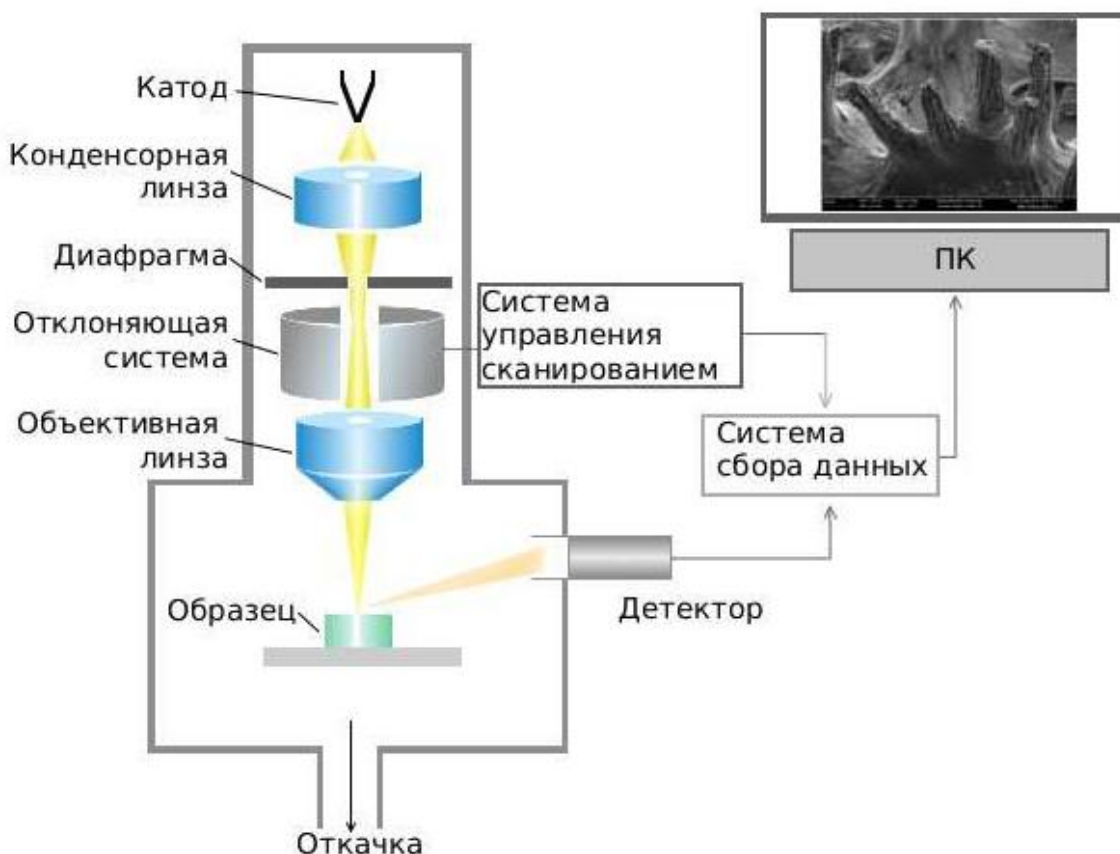 Катод
Конденсорная
линза
Диафрагма
Отклоняющая
система
Объективная
линза
Образец
Откачка
Система
управления
сканированием
Система
сбора данных
Детектор
ПК